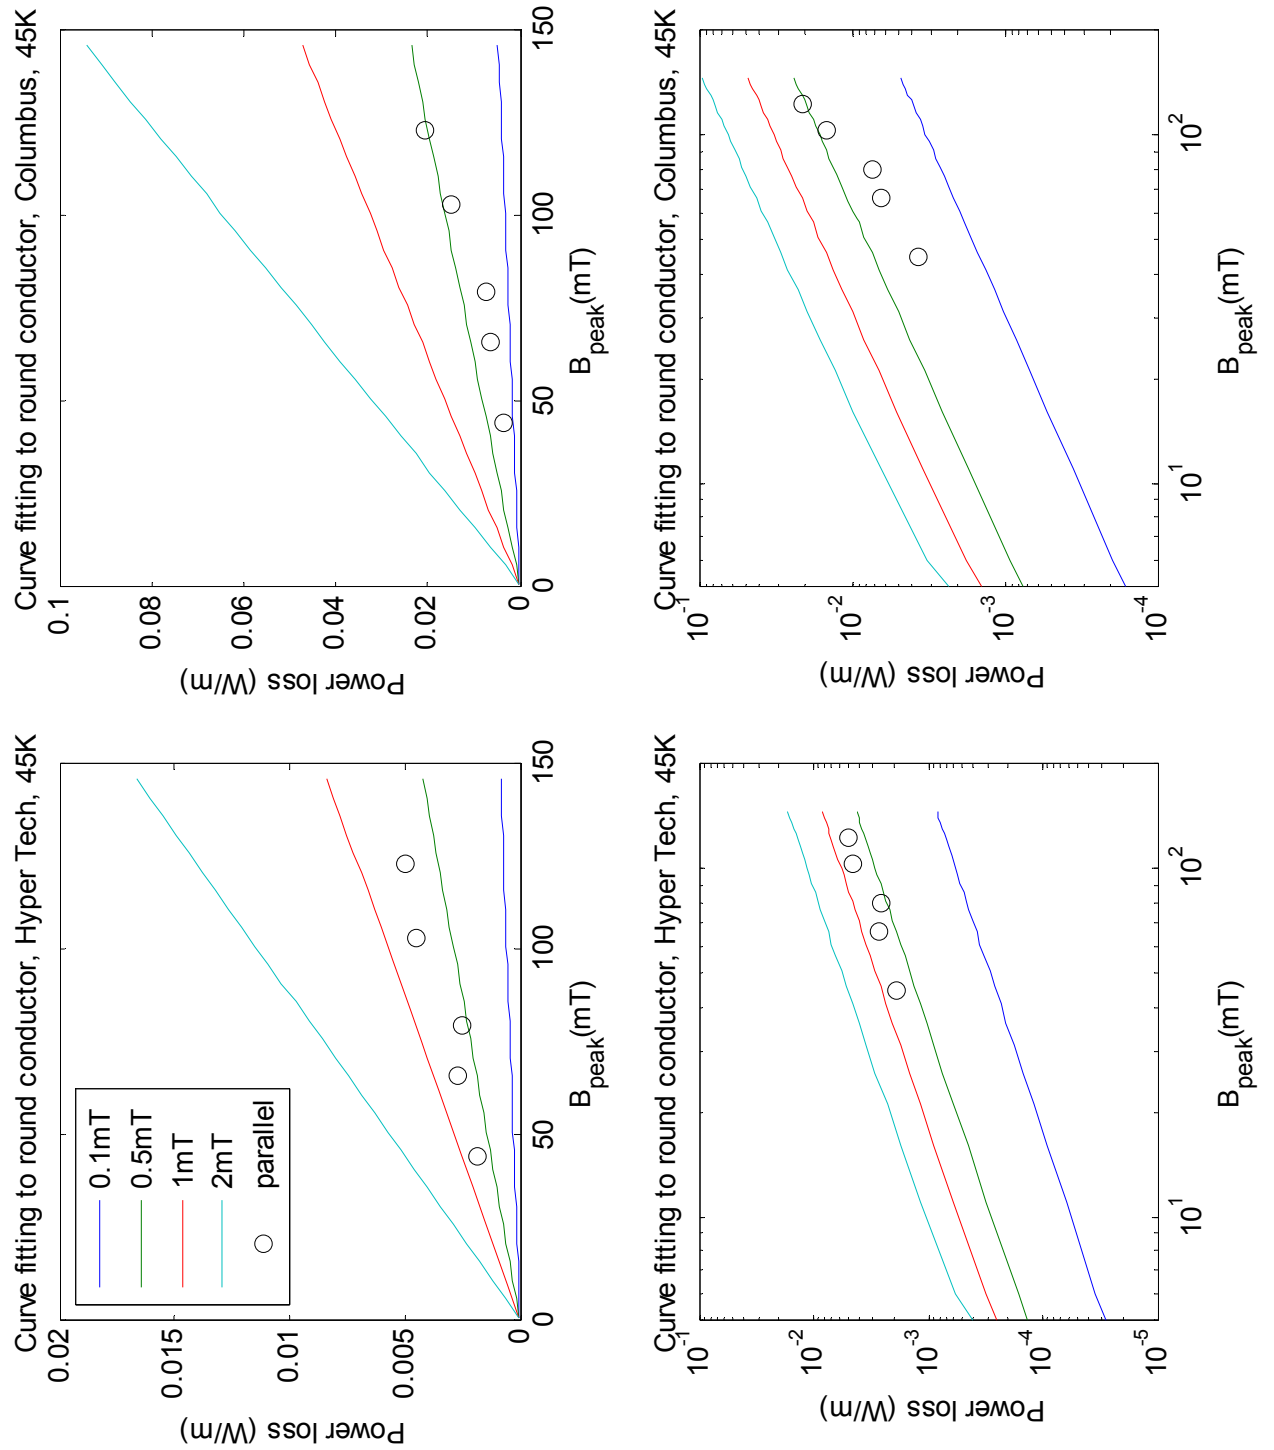 Curve fitting to round conductor, Hyper Tech, 45K
0.02
0.015
0.01
0.005
0
Power loss (W/m)
0
50
100
150
B_peak(mT)
0.1mT
0.5mT
1mT
2mT
parallel
Curve fitting to round conductor, Columbus, 45K
0.1
0.08
0.06
0.04
0.02
0
Power loss (W/m)
0
50
100
150
B_peak(mT)
Curve fitting to round conductor, Hyper Tech, 45K
10^-1
10^-2
10^-3
10^-4
10^-5
Power loss (W/m)
10^1
10^2
B_peak(mT)
Curve fitting to round conductor, Columbus, 45K
10^-1
10^-2
10^-3
10^-4
Power loss (W/m)
10^1
10^2
B_peak(mT)